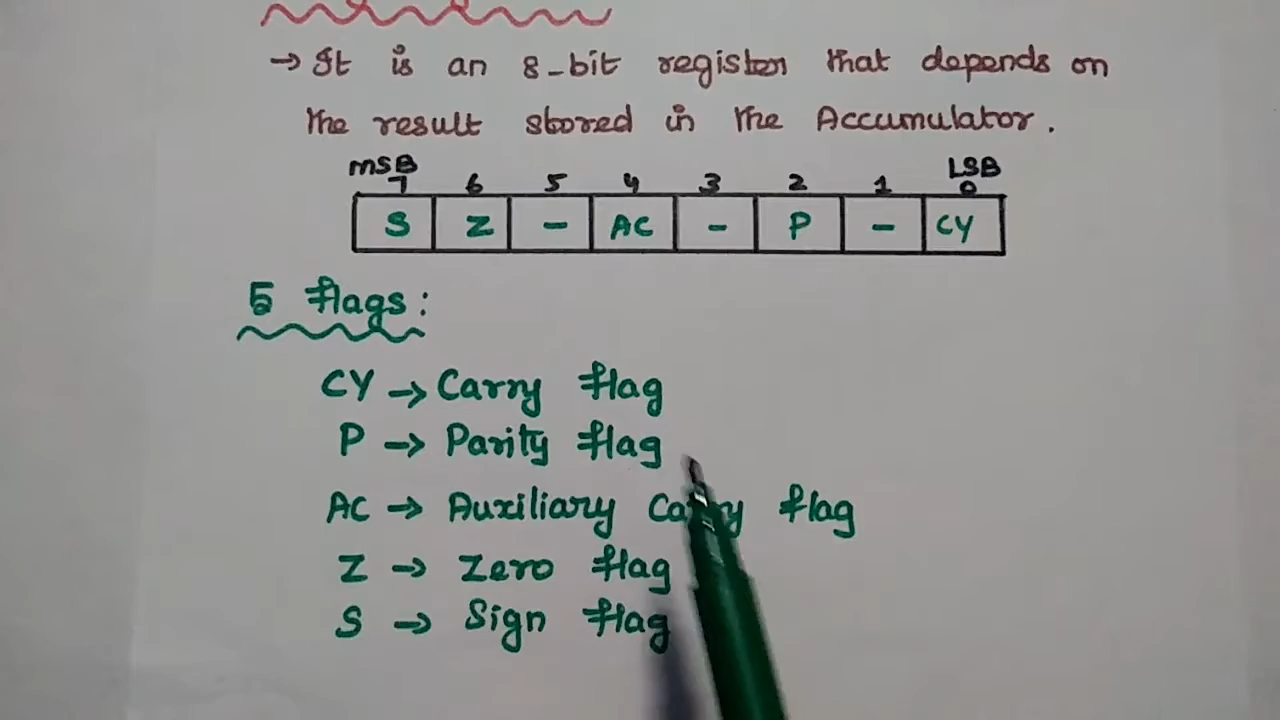 → It is an 8-bit register that depends on
the result stored in the Accumulator.
MSB LSB
7 6 5 4 3 2 1 0
S Z - AC - P - CY
5 flags:
CY → Carry flag
P → Parity flag
AC → Auxiliary Carry flag
Z → Zero flag
S → Sign flag